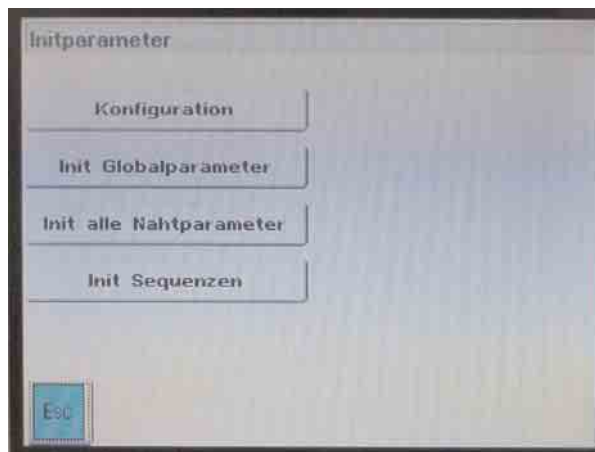 Initparameter
Konfiguration
Init Globalparameter
Init alle Nahtparameter
Init Sequenzen
Esc